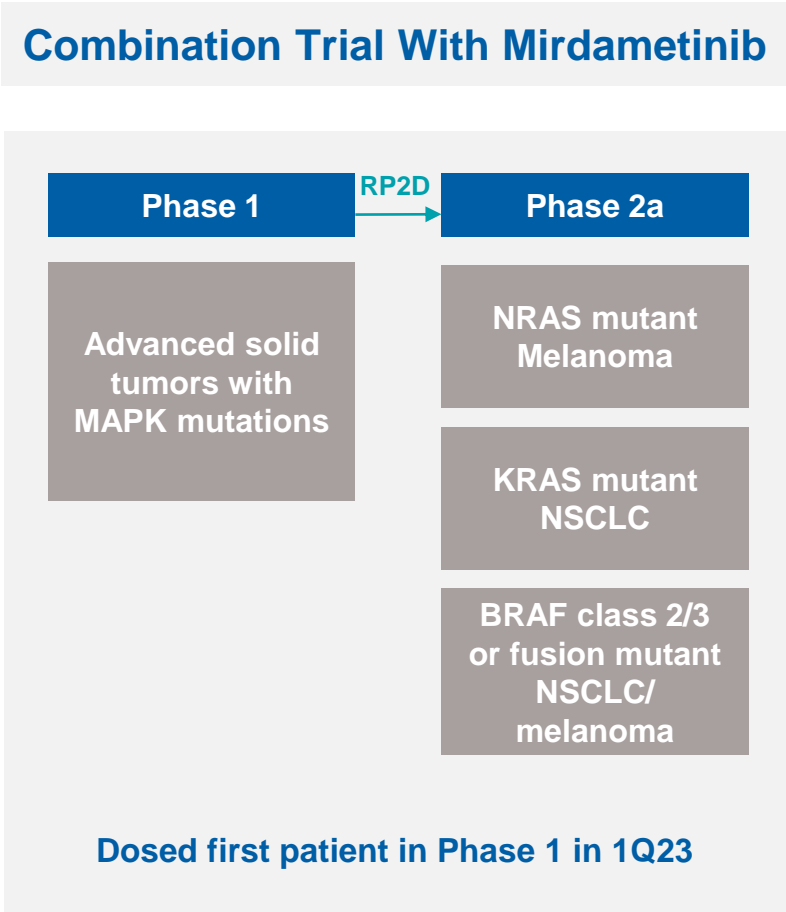 Combination Trial With Mirdametinib
Phase 1
RP2D
Phase 2a
Advanced solid
tumors with
MAPK mutations
NRAS mutant
Melanoma
KRAS mutant
NSCLC
BRAF class 2/3
or fusion mutant
NSCLC/
melanoma
Dosed first patient in Phase 1 in 1Q23